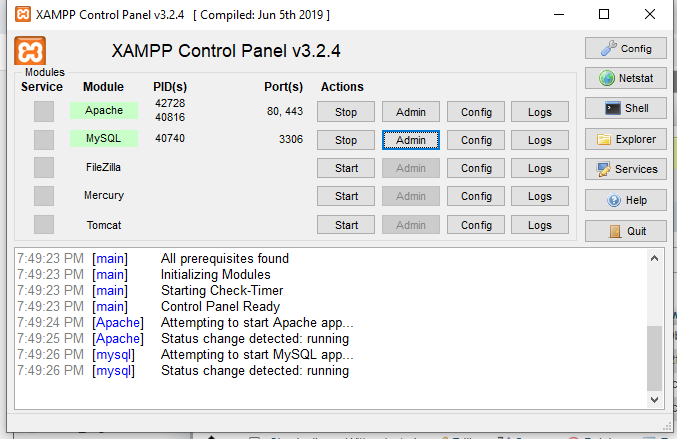 XAMPP Control Panel v3.2.4 [ Compiled: Jun 5th 2019 ]
XAMPP Control Panel v3.2.4
Config
Modules
Service Module PID(s) Port(s) Actions
Netstat
Apache 42728 40816 80, 443 Stop Admin Config Logs
Shell
MySQL 40740 3306 Stop Admin Config Logs
Explorer
FileZilla Start Admin Config Logs
Services
Mercury Start Admin Config Logs
Help
Tomcat Start Admin Config Logs
Quit
7:49:23 PM [main] All prerequisites found
7:49:23 PM [main] Initializing Modules
7:49:23 PM [main] Starting Check-Timer
7:49:23 PM [main] Control Panel Ready
7:49:24 PM [Apache] Attempting to start Apache app...
7:49:25 PM [Apache] Status change detected: running
7:49:26 PM [mysql] Attempting to start MySQL app...
7:49:26 PM [mysql] Status change detected: running